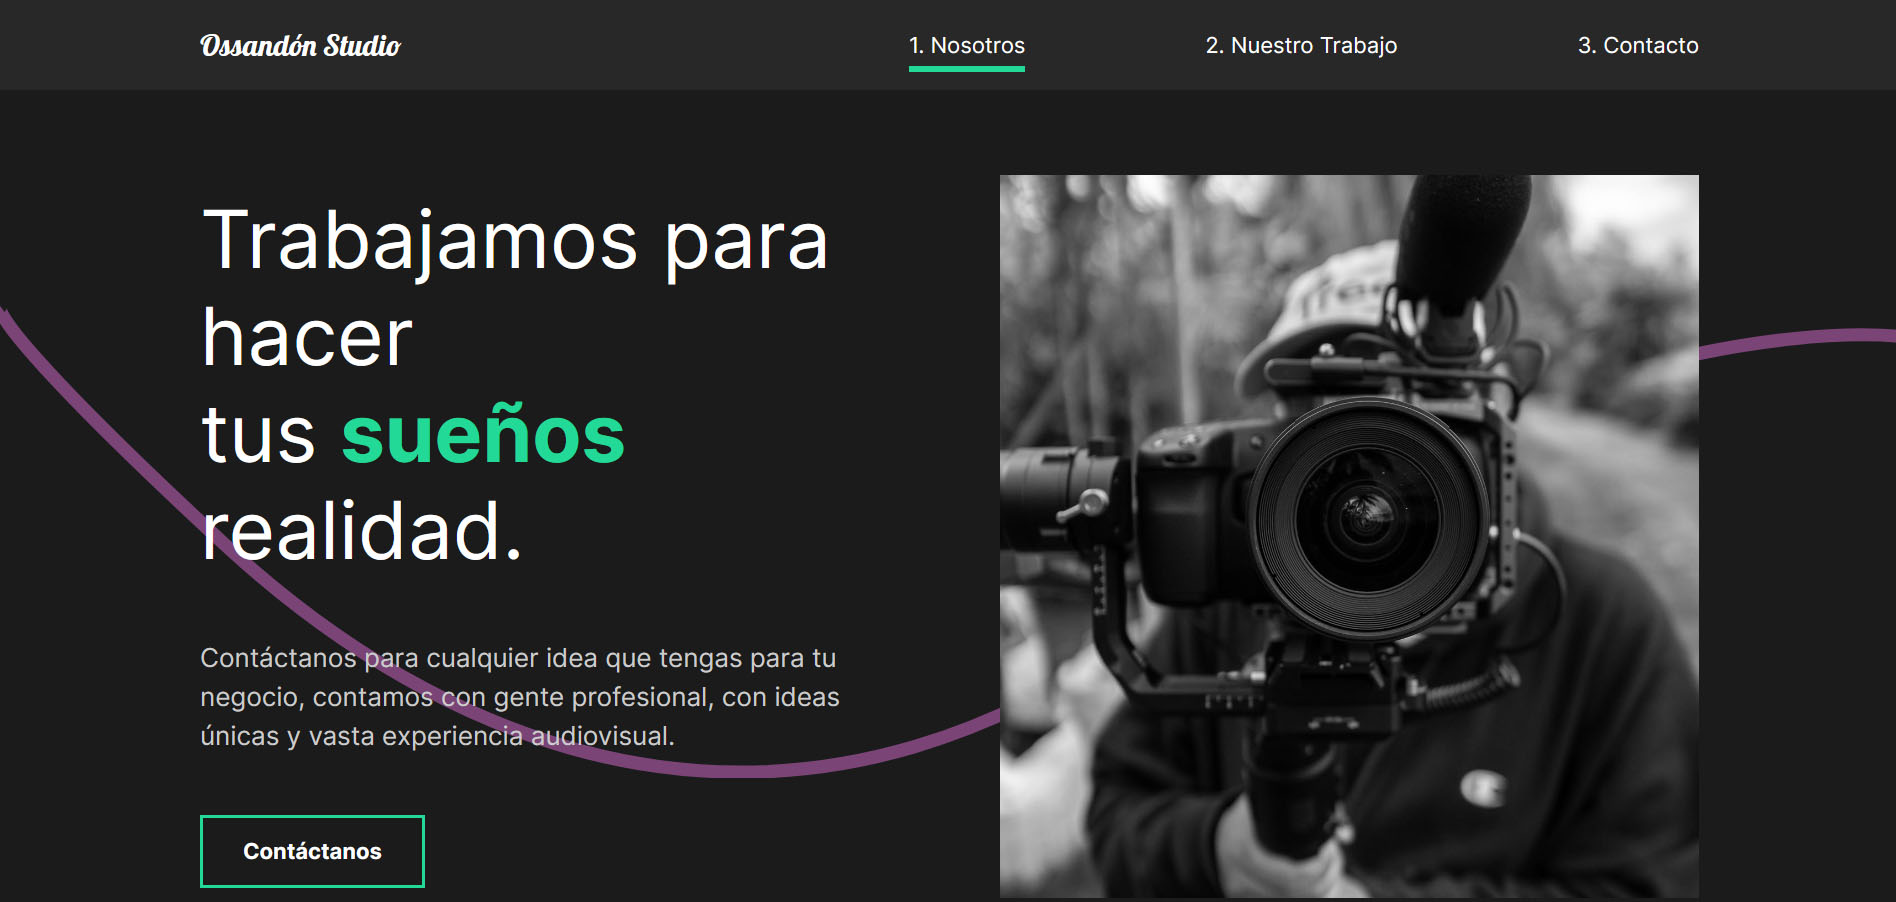 Ossandón Studio
1. Nosotros
2. Nuestro Trabajo
3. Contacto
Trabajamos para
hacer
tus sueños
realidad.
Contáctanos para cualquier idea que tengas para tu
negocio, contamos con gente profesional, con ideas
únicas y vasta experiencia audiovisual.
Contáctanos